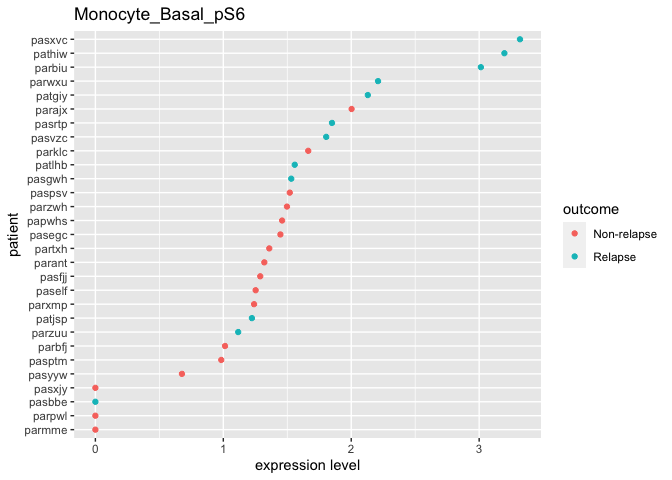 Monocyte_Basal_pS6
patient
pasxvc
pathiw
parbiu
parwxu
patgiy
parajx
pasrtp
pasvzc
parklc
patlhb
pasgwh
paspsv
parzwh
papwhs
pasegc
partxh
parant
pasfjj
paself
parxmp
patjsp
parzuu
parbfj
pasptm
pasyyw
pasxjy
pasbbe
parpwl
parmme
0 1 2 3
expression level
outcome
Non-relapse
Relapse